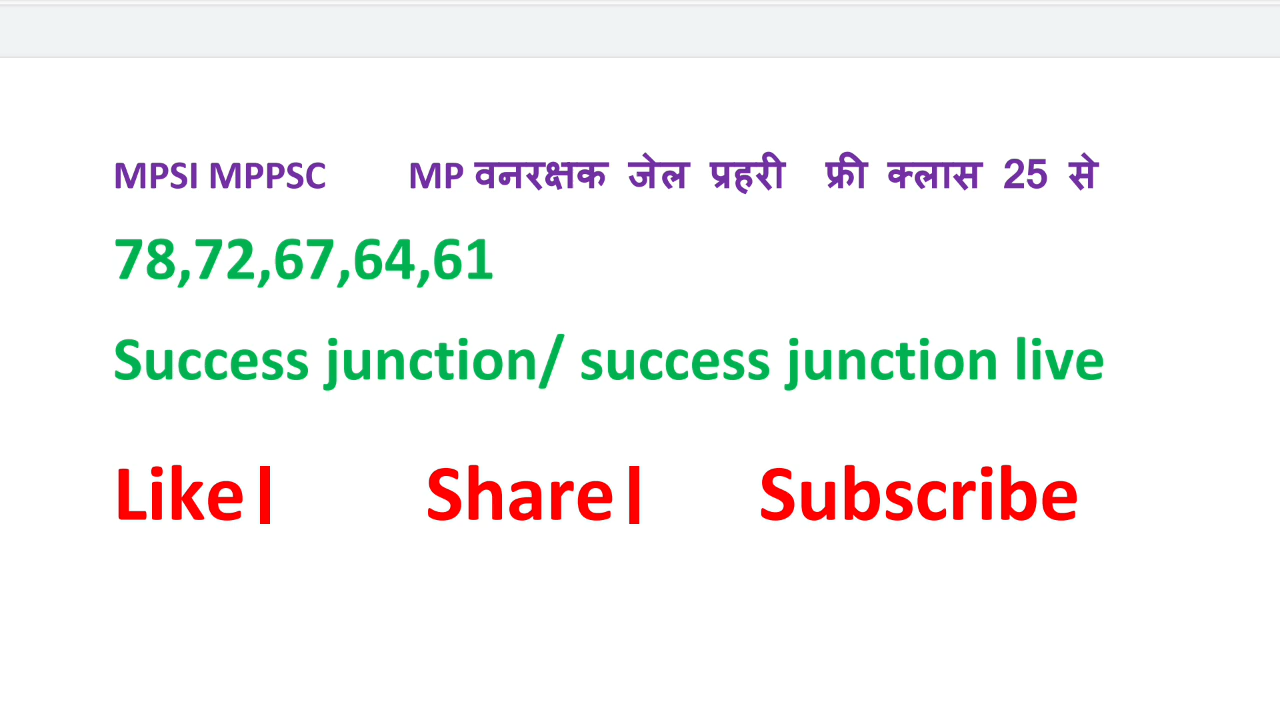 MPSI MPPSC MP वनरक्षक जेल प्रहरी फ्री क्लास 25 से
78,72,67,64,61
Success junction/ success junction live
Like| Share| Subscribe